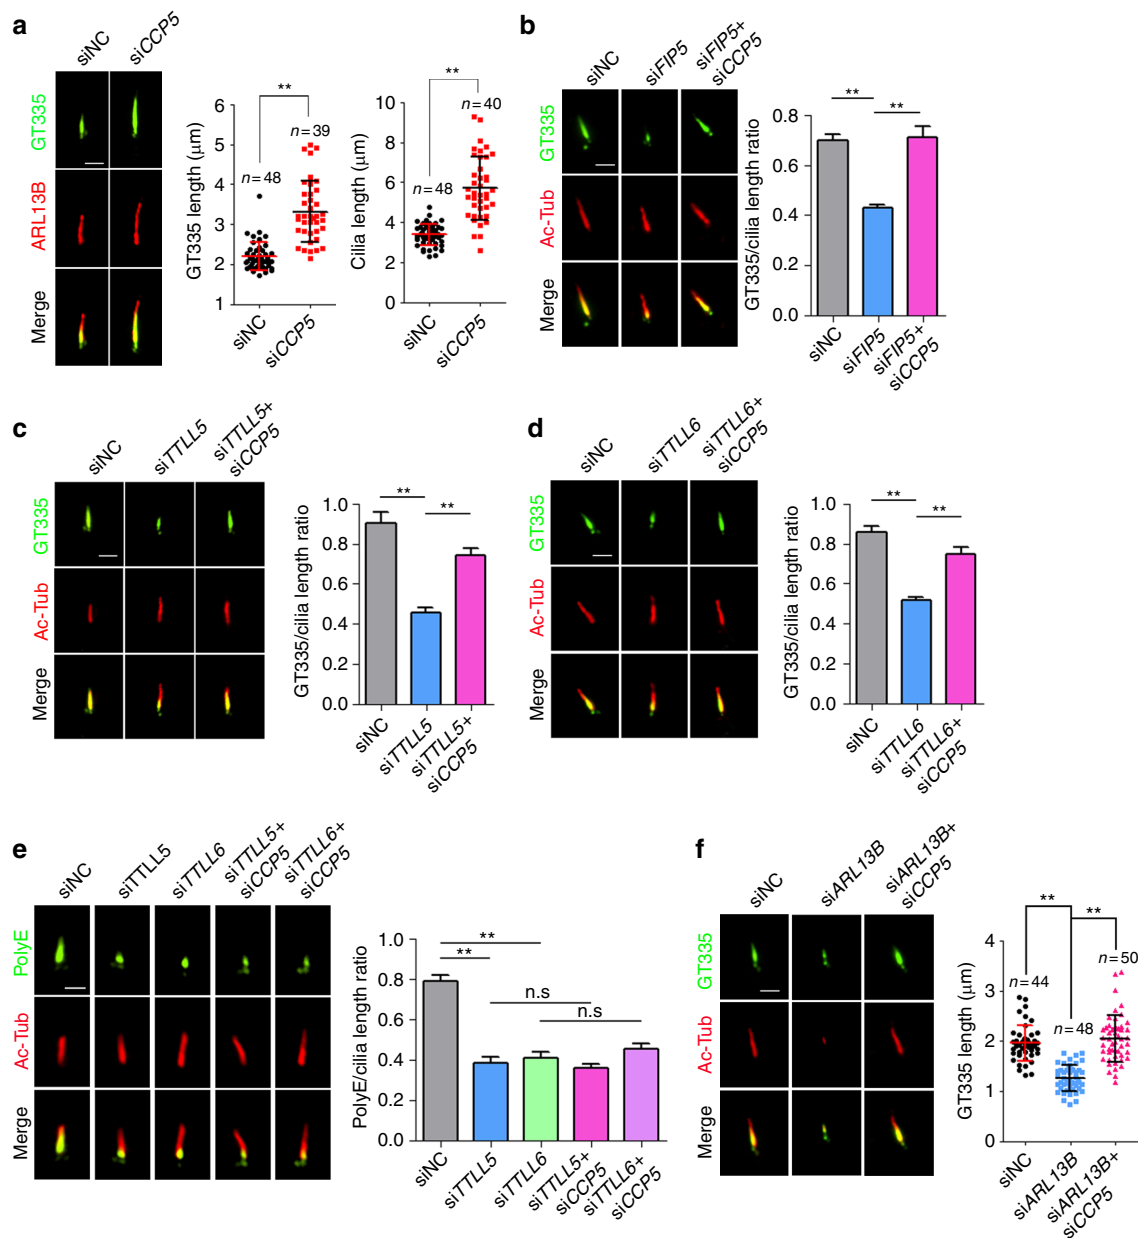 a
siNC
siCCP5
GT335
ARL13B
Merge
GT335 length (μm)
6
5
4
3
2
1
**
n=48
n=39
siNC
siCCP5
Cilia length (μm)
10
8
6
4
2
0
**
n=48
n=40
siNC
siCCP5
b
siNC
siFIP5
siFIP5+
siCCP5
GT335
Ac-Tub
Merge
GT335/cilia length ratio
0.8
0.6
0.4
0.2
0.0
**
**
siNC
siFIP5
siFIP5+
siCCP5
c
siNC
siTTLL5
siTTLL5+
siCCP5
GT335
Ac-Tub
Merge
GT335/cilia length ratio
1.0
0.8
0.6
0.4
0.2
0.0
**
**
siNC
siTTLL5
siTTLL5+
siCCP5
d
siNC
siTTLL6
siTTLL6+
siCCP5
GT335
Ac-Tub
Merge
GT335/cilia length ratio
1.0
0.8
0.6
0.4
0.2
0.0
**
**
siNC
siTTLL6
siTTLL6+
siCCP5
e
siNC
siTTLL5
siTTLL6
siTTLL5+
siCCP5
siTTLL6+
siCCP5
PolyE
Ac-Tub
Merge
PolyE/cilia length ratio
1.0
0.8
0.6
0.4
0.2
0.0
**
**
n.s
n.s
siNC
siTTLL5
siTTLL6
siTTLL5+
siCCP5
siTTLL6+
siCCP5
f
siNC
siARL13B
siARL13B+
siCCP5
GT335
Ac-Tub
Merge
GT335 length (μm)
4
3
2
1
0
**
**
n=44
n=48
n=50
siNC
siARL13B
siARL13B+
siCCP5